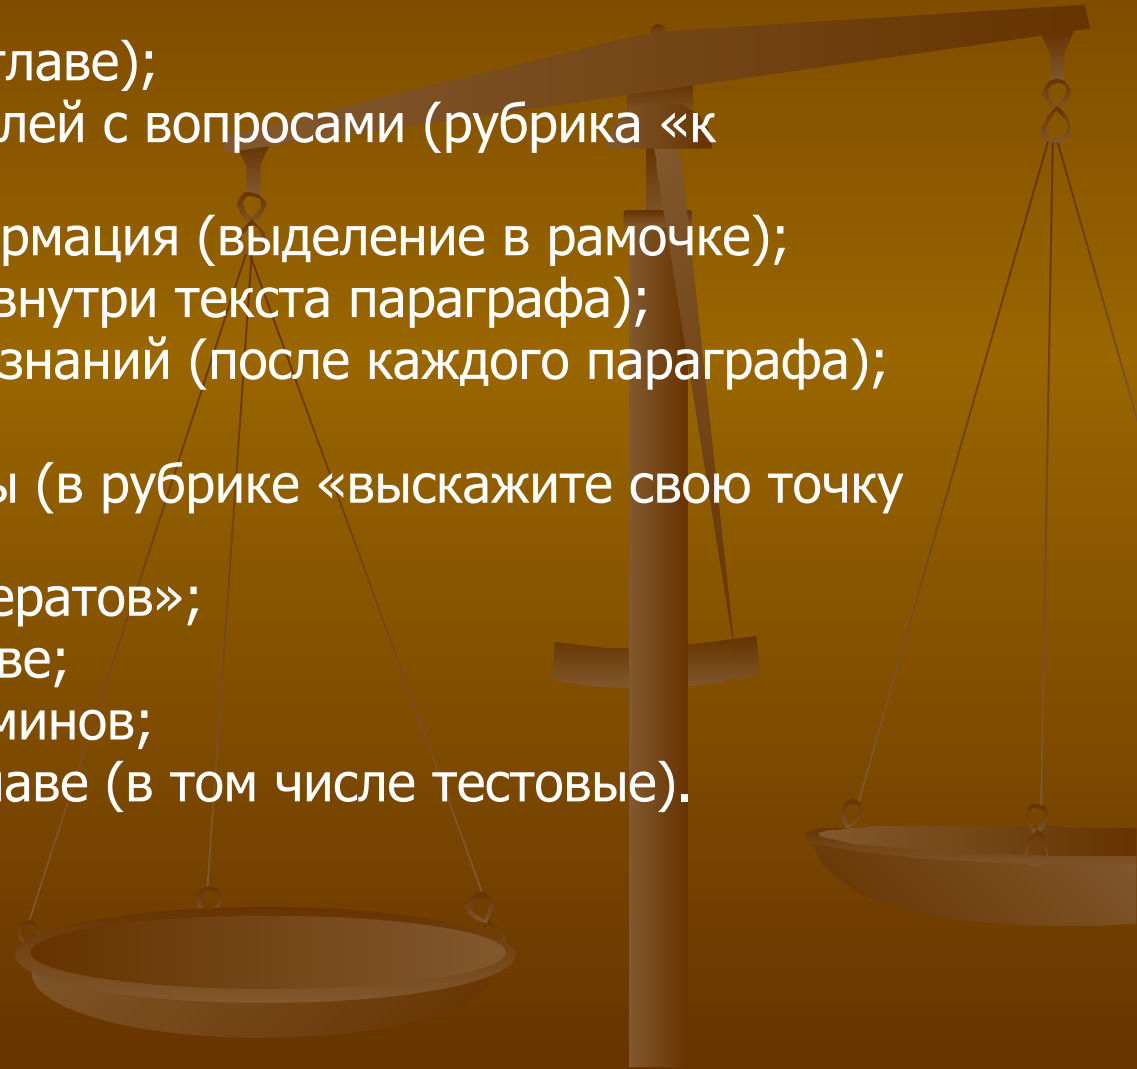 главе);
лей с вопросами (рубрика «к
рмация (выделение в рамочке);
внутри текста параграфа);
знаний (после каждого параграфа);
ы (в рубрике «выскажите свою точку
ератов»;
ве;
минов;
лаве (в том числе тестовые).